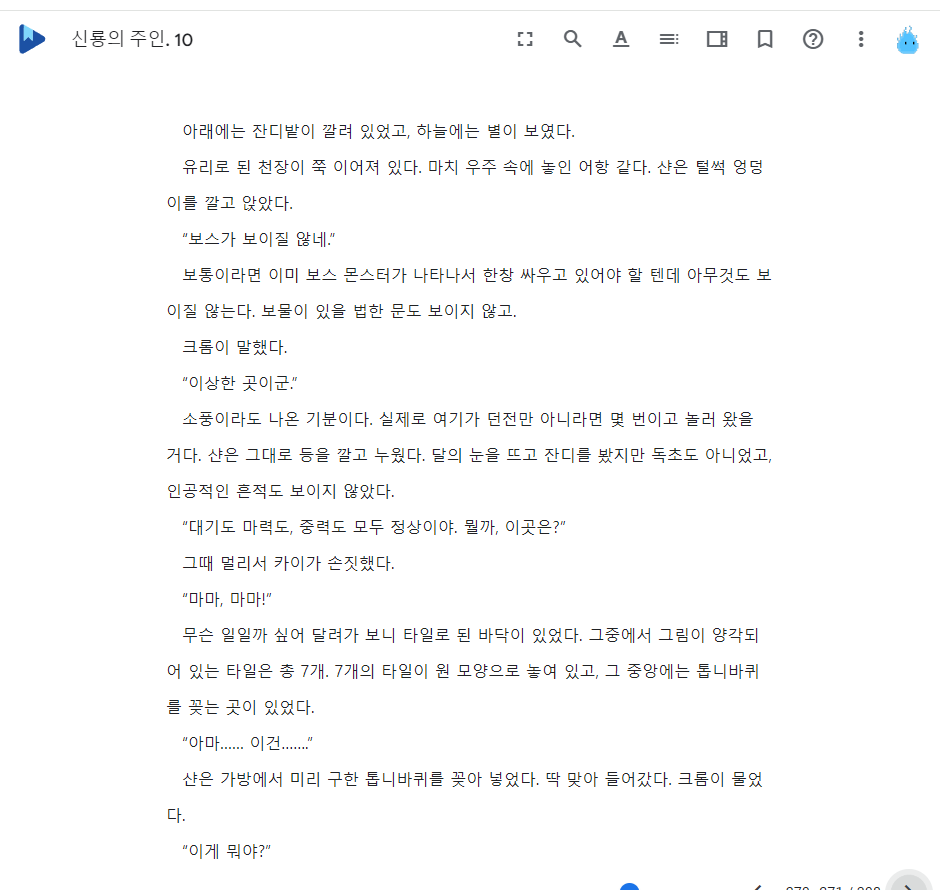 신룡의 주인. 10
아래에는 잔디밭이 깔려 있었고, 하늘에는 별이 보였다.
유리로 된 천장이 쭉 이어져 있다. 마치 우주 속에 놓인 어항 같다. 샨은 털썩 엉덩
이를 깔고 앉았다.
“보스가 보이질 않네.”
보통이라면 이미 보스 몬스터가 나타나서 한창 싸우고 있어야 할 텐데 아무것도 보
이질 않는다. 보물이 있을 법한 문도 보이지 않고.
크롬이 말했다.
“이상한 곳이군.”
소풍이라도 나온 기분이다. 실제로 여기가 던전만 아니라면 몇 번이고 놀러 왔을
거다. 샨은 그대로 등을 깔고 누웠다. 달의 눈을 뜨고 잔디를 봤지만 독초도 아니었고,
인공적인 흔적도 보이지 않았다.
“대기도 마력도, 중력도 모두 정상이야. 뭘까, 이곳은?”
그때 멀리서 카이가 손짓했다.
“마마, 마마!”
무슨 일일까 싶어 달려가 보니 타일로 된 바닥이 있었다. 그중에서 그림이 양각되
어 있는 타일은 총 7개. 7개의 타일이 원 모양으로 놓여 있고, 그 중앙에는 톱니바퀴
를 꽂는 곳이 있었다.
“아마…… 이건…….”
샨은 가방에서 미리 구한 톱니바퀴를 꽂아 넣었다. 딱 맞아 들어갔다. 크롬이 물었
다.
“이게 뭐야?”